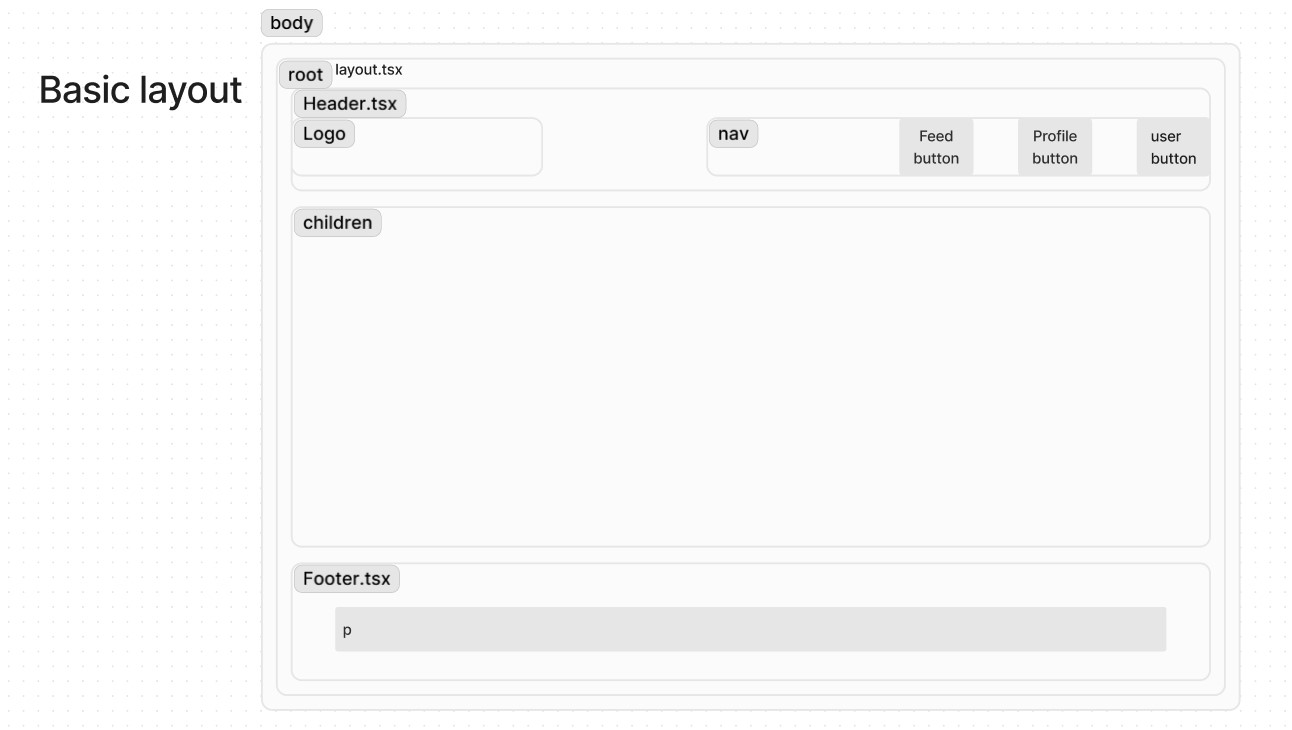 body
Basic layout
root layout.tsx
Header.tsx
Logo
nav
Feed
button
Profile
button
user
button
children
Footer.tsx
p